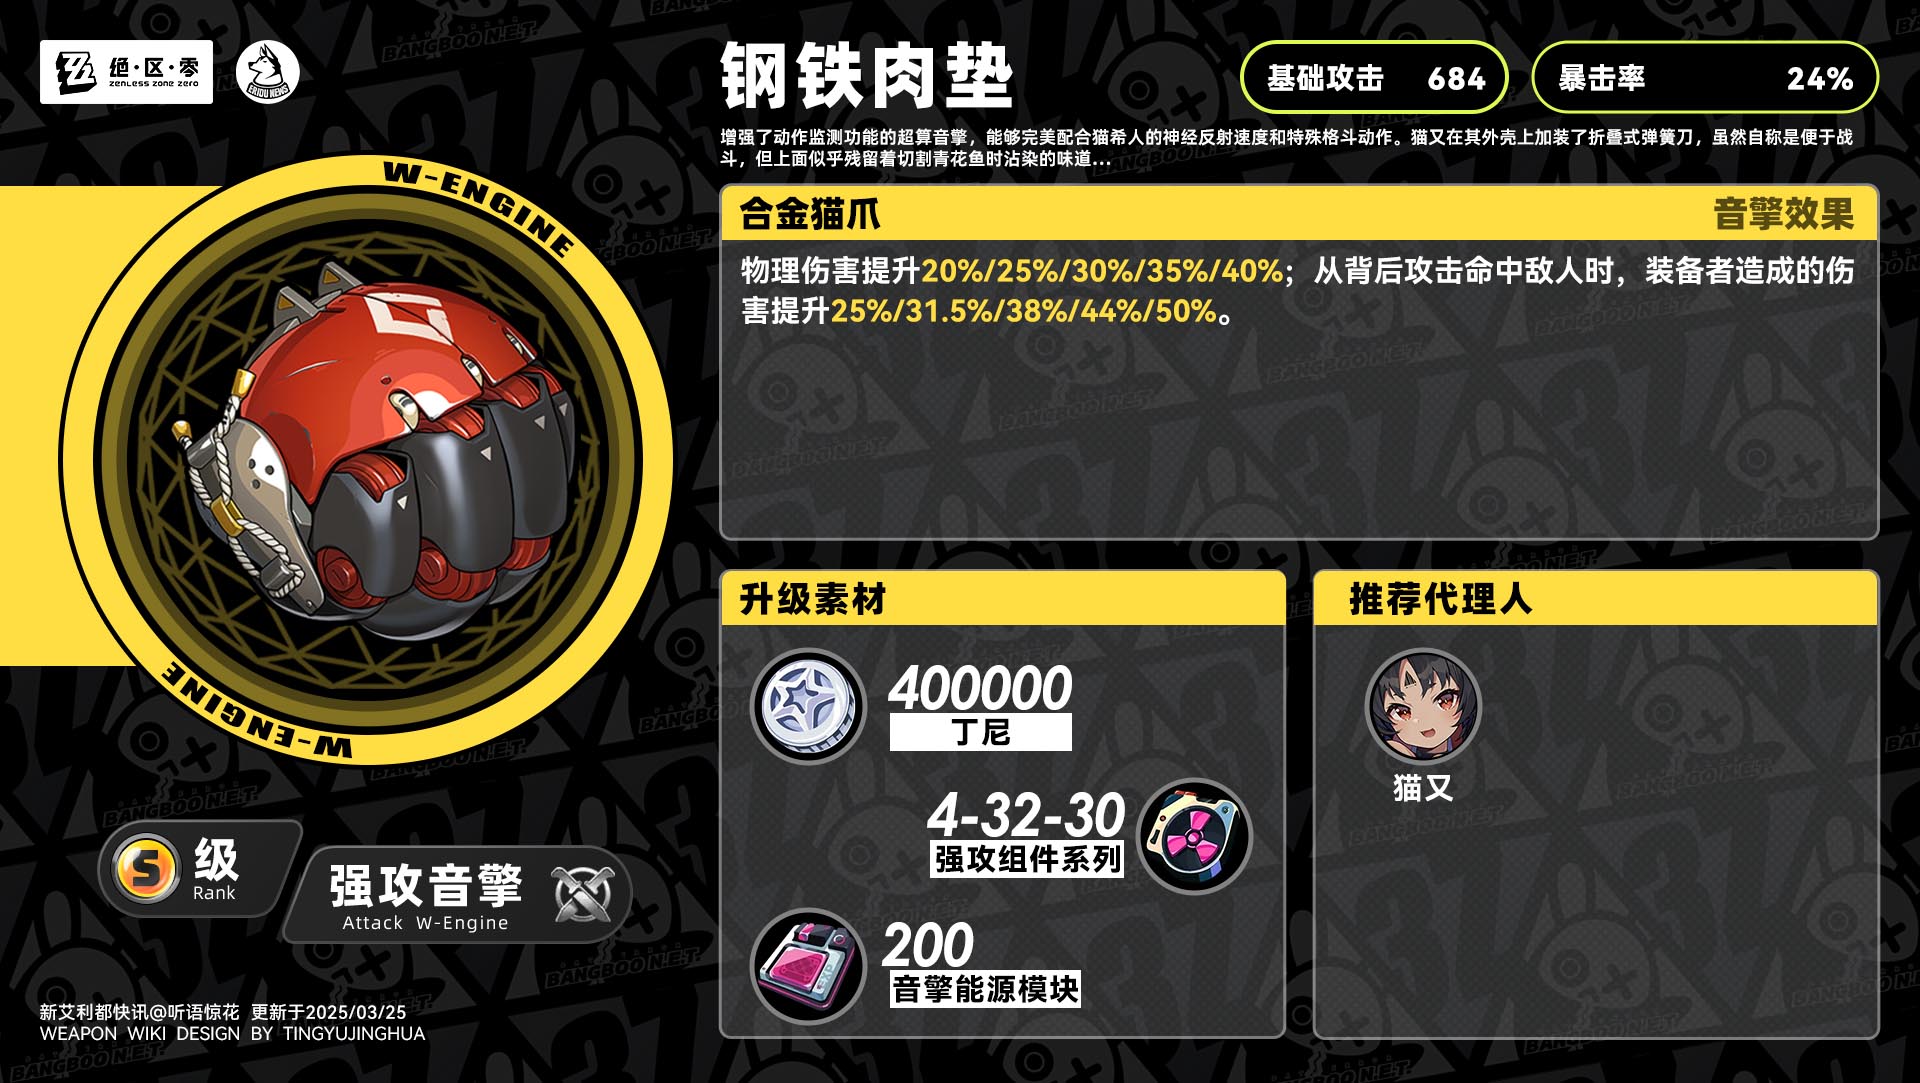 绝·区·零
ZENLESS ZONE ZERO
ERIDU NEWS
钢铁肉垫
基础攻击 684
暴击率 24%
增强了动作监测功能的超算音擎，能够完美配合猫希人的神经反射速度和特殊格斗动作。猫又在其外壳上加装了折叠式弹簧刀，虽然自称是便于战
斗，但上面似乎残留着切割青花鱼时沾染的味道...
W-ENGINE
W-ENGINE
合金猫爪 音擎效果
物理伤害提升20%/25%/30%/35%/40%；从背后攻击命中敌人时，装备者造成的伤
害提升25%/31.5%/38%/44%/50%。
升级素材
400000
丁尼
4-32-30
强攻组件系列
200
音擎能源模块
推荐代理人
猫又
S 级
Rank
强攻音擎
Attack W-Engine
新艾利都快讯@听语惊花 更新于2025/03/25
WEAPON WIKI DESIGN BY TINGYUJINGHUA
BANGBOO N.E.T.